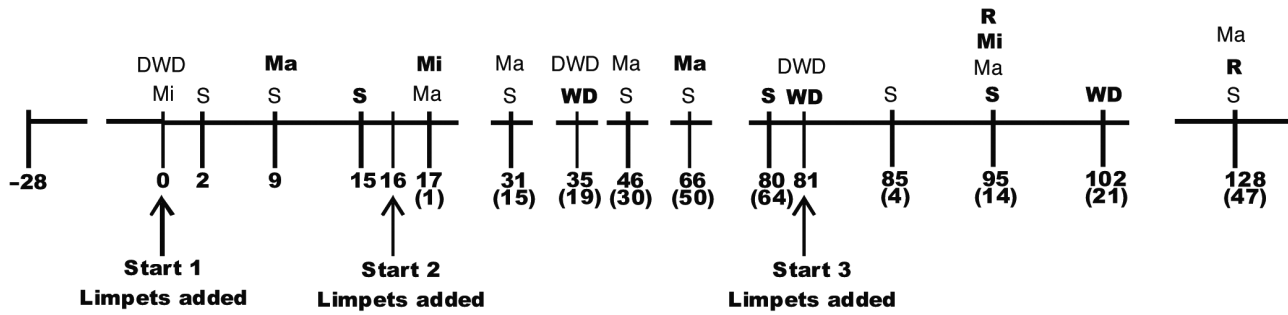 R
Mi
Ma
DWD
Ma
Mi
Ma
DWD
Ma
Ma
DWD
Ma
R
Mi
S
S
S
Ma
S
WD
S
S
S
WD
S
S
WD
S
-28
0
2
9
15
16
17
31
35
46
66
80
81
85
95
102
128
(1)
(15)
(19)
(30)
(50)
(64)
(4)
(14)
(21)
(47)
Start 1
Limpets added
Start 2
Limpets added
Start 3
Limpets added